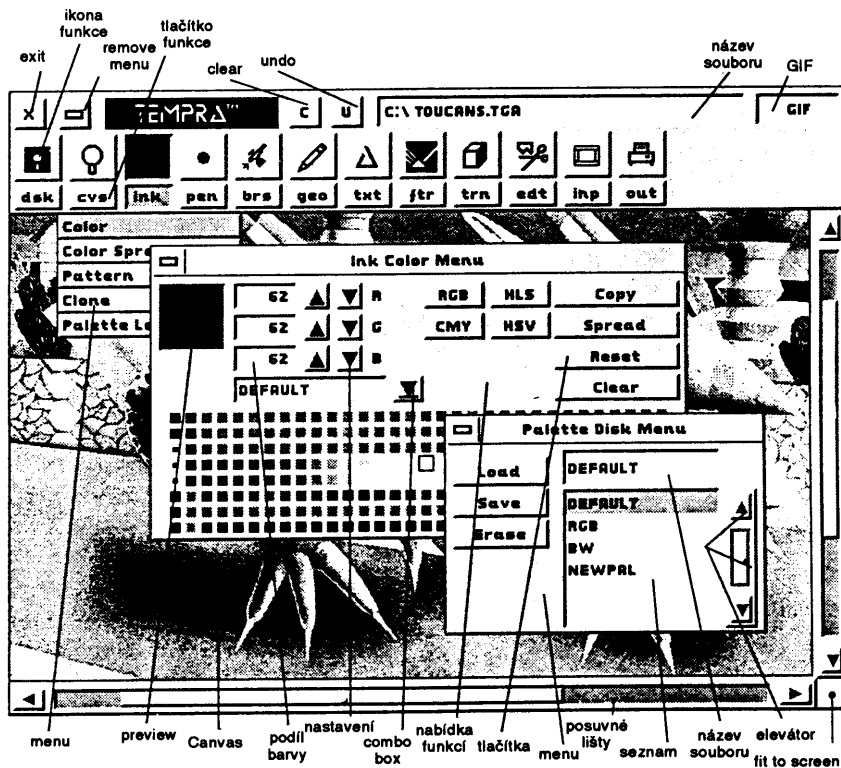 ikona
funkce
tlačítko
funkce
exit
remove
menu
clear
undo
název
souboru
GIF
x
TEMPRA™
C
U
C:\ TOUCANS.TGA
GIF
dsk
cvs
ink
pen
brs
geo
txt
ftr
trn
edt
inp
out
Color
Color Spre
Pattern
Clone
Palette Lo
Ink Color Menu
62
R
RGB
HLS
Copy
62
G
CMY
HSV
Spread
62
B
Reset
DEFAULT
Clear
Palette Disk Menu
Load
DEFAULT
Save
DEFAULT
Erase
RGB
BW
NEWPAL
menu
preview
Canvas
podíl
barvy
nastavení
combo
box
nabídka
funkcí
tlačítka
menu
posuvné
lišty
seznam
název
souboru
elevátor
fit to screen